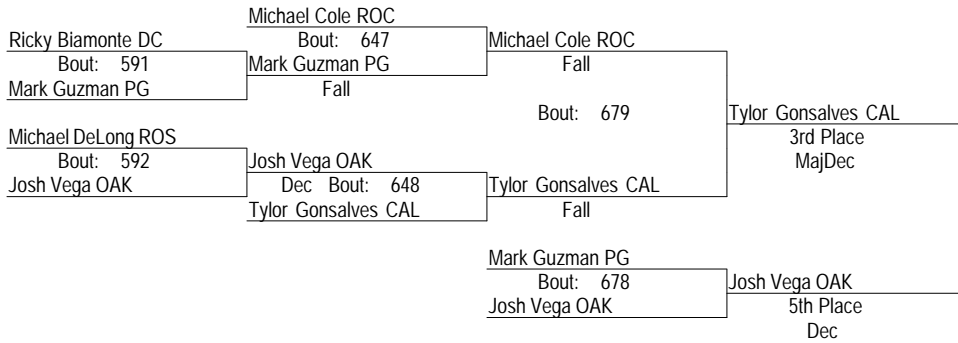 Michael Cole ROC
Ricky Biamonte DC
Bout: 647
Michael Cole ROC
Bout: 591
Mark Guzman PG
Fall
Mark Guzman PG
Fall
Bout: 679
Tylor Gonsalves CAL
Michael DeLong ROS
3rd Place
Bout: 592
Josh Vega OAK
MajDec
Josh Vega OAK
Dec Bout: 648
Tylor Gonsalves CAL
Tylor Gonsalves CAL
Fall
Mark Guzman PG
Bout: 678
Josh Vega OAK
Josh Vega OAK
5th Place
Dec